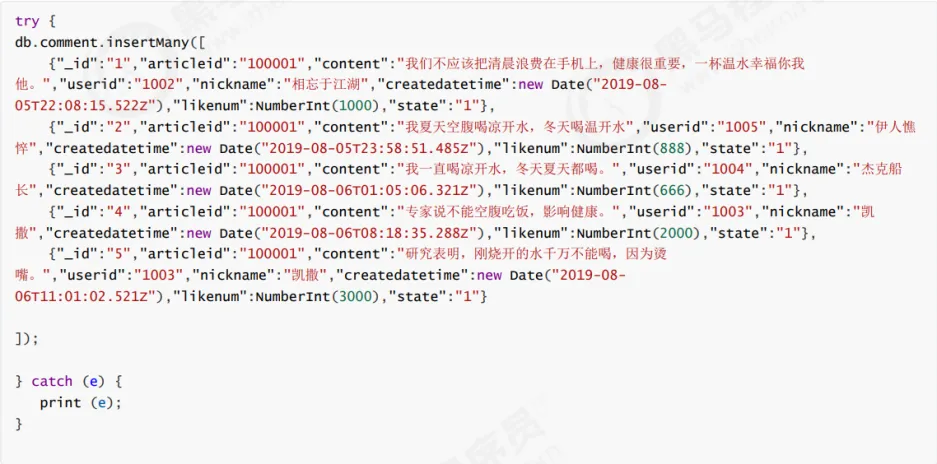 try {
db.comment.insertMany([
{"_id":"1","articleid":"100001","content":"我们不应该把清晨浪费在手机上，健康很重要，一杯温水幸福你我
他。","userid":"1002","nickname":"相忘于江湖","createdatetime":new Date("2019-08-
05T22:08:15.522Z"),"likenum":NumberInt(1000),"state":"1"},
{"_id":"2","articleid":"100001","content":"我夏天空腹喝凉开水，冬天喝温开水","userid":"1005","nickname":"伊人憔
悴","createdatetime":new Date("2019-08-05T23:58:51.485Z"),"likenum":NumberInt(888),"state":"1"},
{"_id":"3","articleid":"100001","content":"我一直喝凉开水，冬天夏天都喝。","userid":"1004","nickname":"杰克船
长","createdatetime":new Date("2019-08-06T01:05:06.321Z"),"likenum":NumberInt(666),"state":"1"},
{"_id":"4","articleid":"100001","content":"专家说不能空腹吃饭，影响健康。","userid":"1003","nickname":"凯
撒","createdatetime":new Date("2019-08-06T08:18:35.288Z"),"likenum":NumberInt(2000),"state":"1"},
{"_id":"5","articleid":"100001","content":"研究表明，刚烧开的水千万不能喝，因为烫
嘴。","userid":"1003","nickname":"凯撒","createdatetime":new Date("2019-08-
06T11:01:02.521Z"),"likenum":NumberInt(3000),"state":"1"}
]);
} catch (e) {
print (e);
}